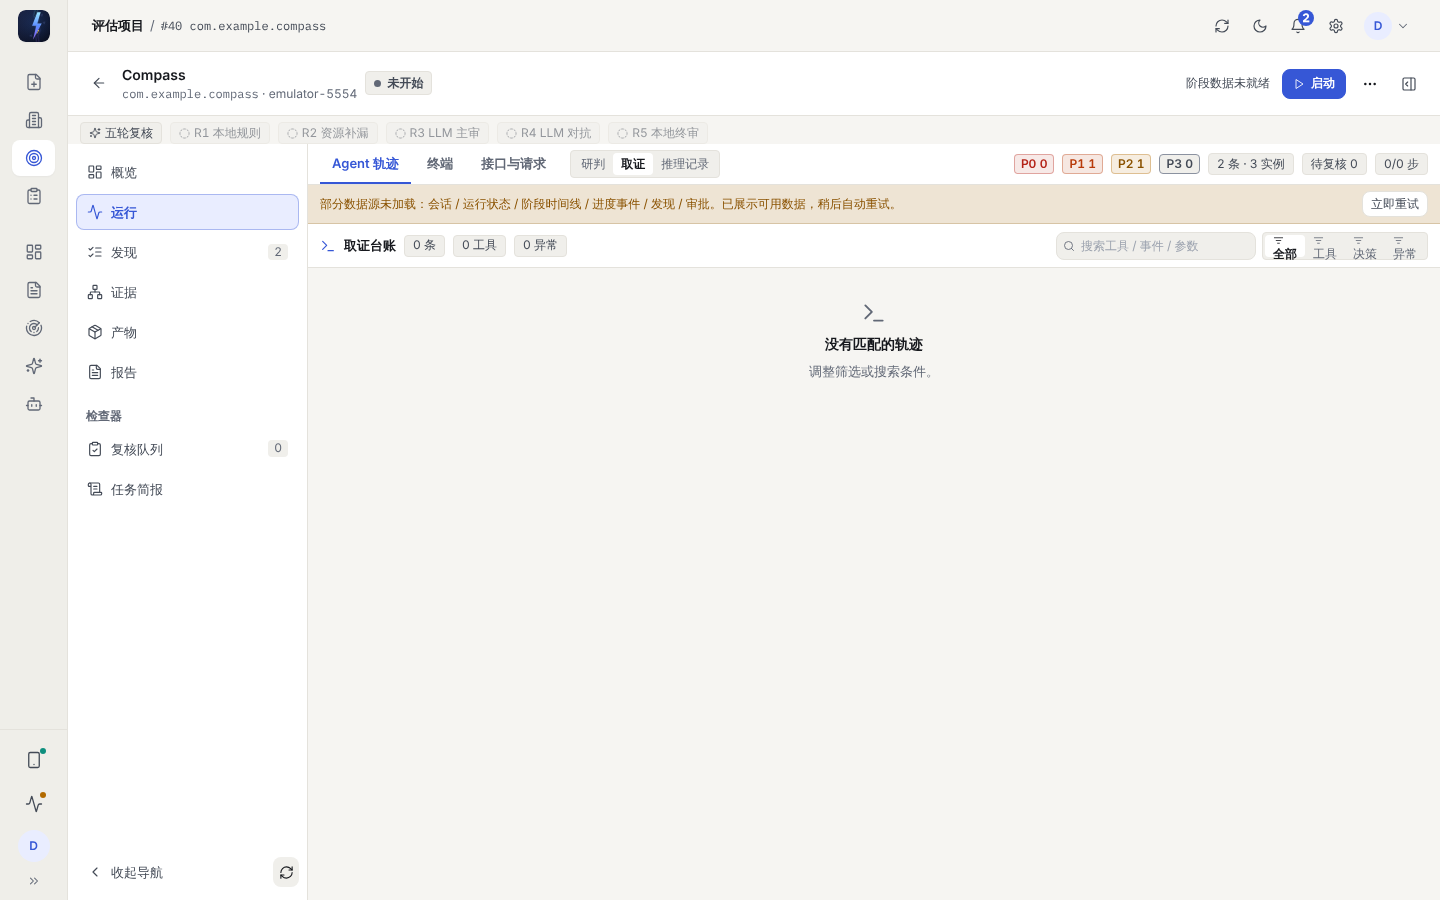 评估项目 / #40 com.example.compass
2
D
Compass
com.example.compass · emulator-5554
未开始
阶段数据未就绪
启动
五轮复核
R1 本地规则
R2 资源补漏
R3 LLM 主审
R4 LLM 对抗
R5 本地终审
概览
运行
发现 2
证据
产物
报告
检查器
复核队列 0
任务简报
收起导航
D
Agent 轨迹
终端
接口与请求
研判
取证
推理记录
P0 0
P1 1
P2 1
P3 0
2 条 · 3 实例
待复核 0
0/0 步
部分数据源未加载：会话 / 运行状态 / 阶段时间线 / 进度事件 / 发现 / 审批。已展示可用数据，稍后自动重试。
立即重试
取证台账
0 条
0 工具
0 异常
搜索工具 / 事件 / 参数
全部
工具
决策
异常
没有匹配的轨迹
调整筛选或搜索条件。